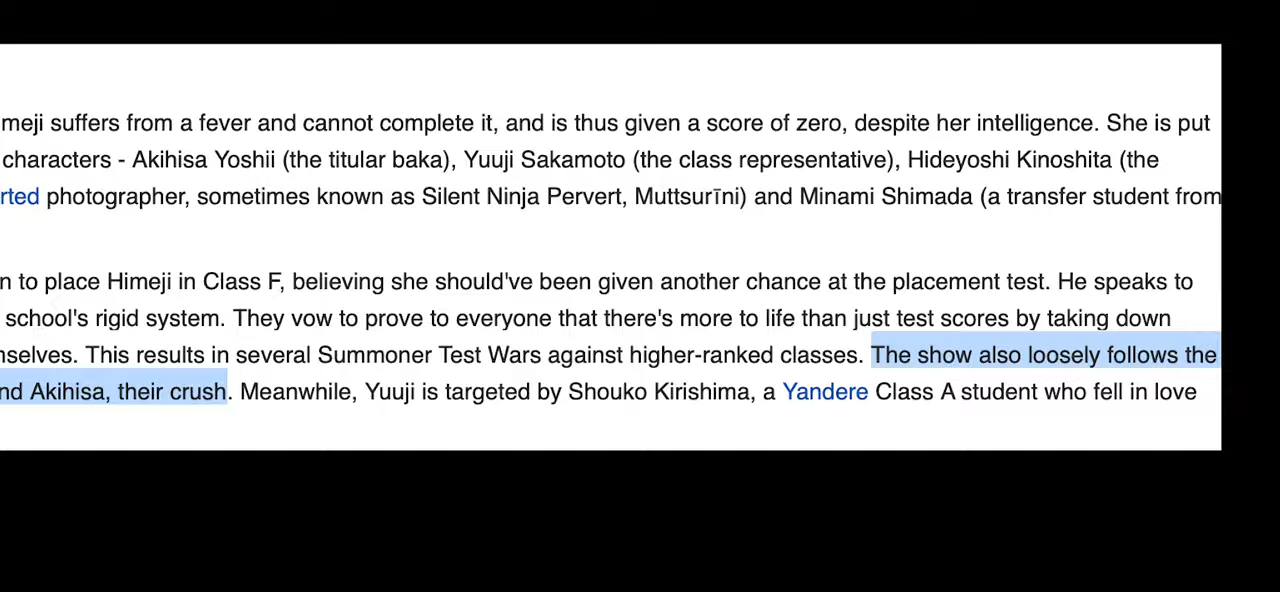 meji suffers from a fever and cannot complete it, and is thus given a score of zero, despite her intelligence. She is put
characters - Akihisa Yoshii (the titular baka), Yuuji Sakamoto (the class representative), Hideyoshi Kinoshita (the
rted photographer, sometimes known as Silent Ninja Pervert, Muttsurīni) and Minami Shimada (a transfer student from
n to place Himeji in Class F, believing she should've been given another chance at the placement test. He speaks to
school's rigid system. They vow to prove to everyone that there's more to life than just test scores by taking down
nselves. This results in several Summoner Test Wars against higher-ranked classes. The show also loosely follows the
nd Akihisa, their crush. Meanwhile, Yuuji is targeted by Shouko Kirishima, a Yandere Class A student who fell in love